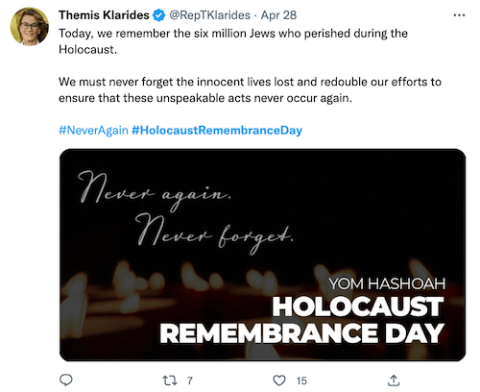 Themis Klarides @RepTKlarides · Apr 28 ...
Today, we remember the six million Jews who perished during the
Holocaust.
We must never forget the innocent lives lost and redouble our efforts to
ensure that these unspeakable acts never occur again.
#NeverAgain #HolocaustRemembranceDay
Never again.
Never forget.
YOM HASHOAH
HOLOCAUST
REMEMBRANCE DAY
7 15